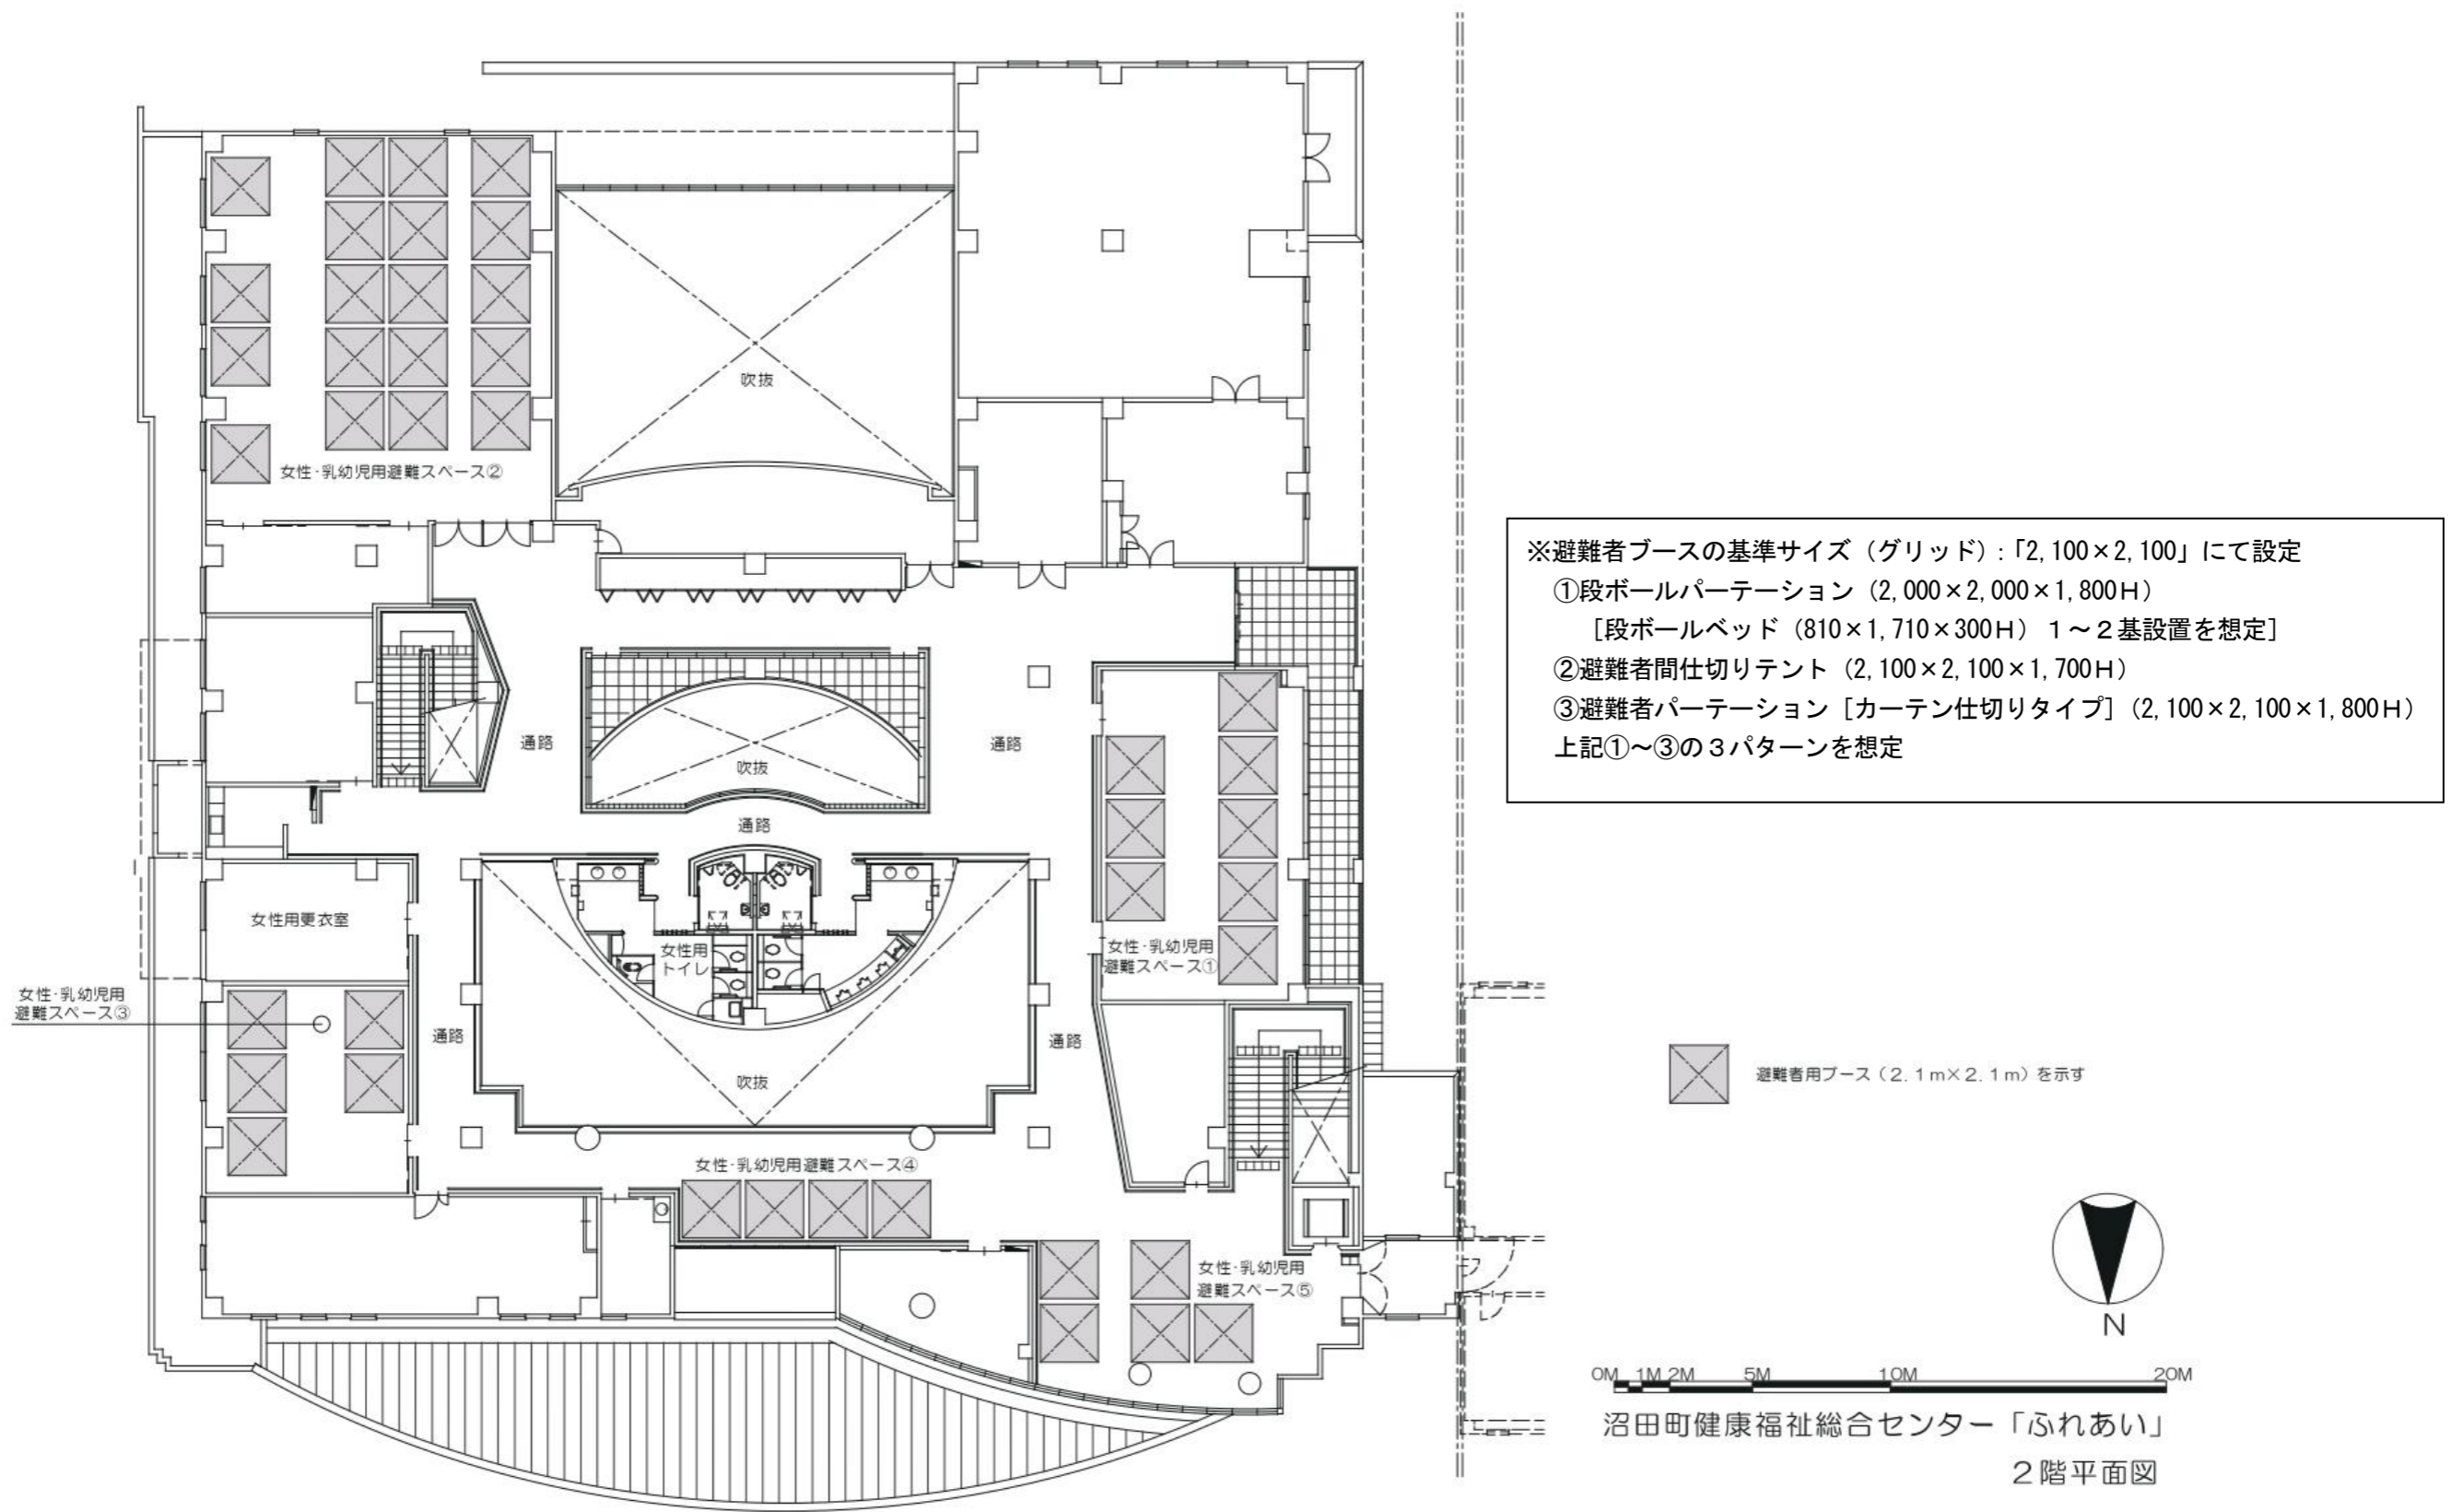 吹抜
女性・乳幼児用避難スペース②
※避難者ブースの基準サイズ（グリッド）：「2,100×2,100」にて設定
①段ボールパーテーション（2,000×2,000×1,800H）
［段ボールベッド（810×1,710×300H）１～２基設置を想定］
②避難者間仕切りテント（2,100×2,100×1,700H）
③避難者パーテーション［カーテン仕切りタイプ］（2,100×2,100×1,800H）
上記①～③の３パターンを想定
通路
通路
吹抜
通路
女性用更衣室
女性用
トイレ
女性・乳幼児用
避難スペース①
女性・乳幼児用
避難スペース③
通路
通路
吹抜
避難者用ブース（２.１ｍ×２.１ｍ）を示す
女性・乳幼児用避難スペース④
女性・乳幼児用
避難スペース⑤
N
0M 1M 2M 5M 10M 20M
沼田町健康福祉総合センター「ふれあい」
２階平面図